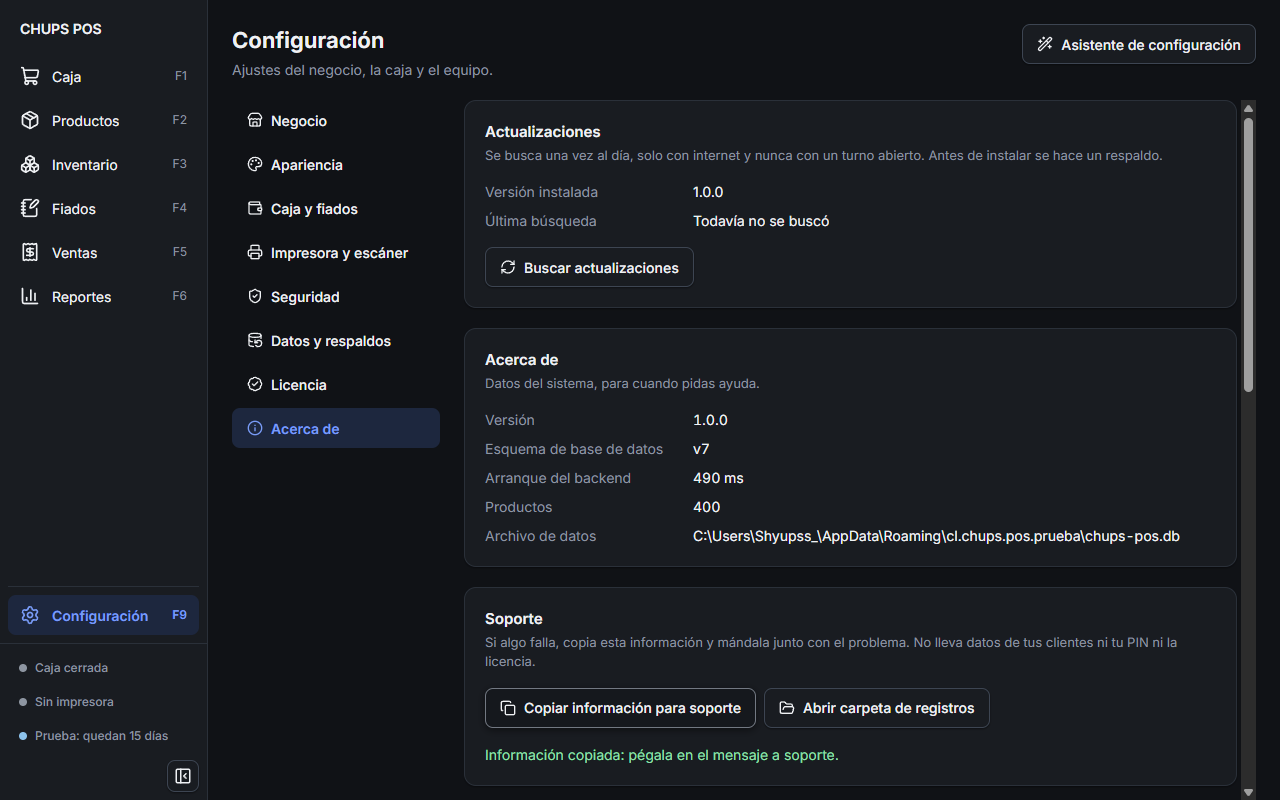 CHUPS POS
Caja F1
Productos F2
Inventario F3
Fiados F4
Ventas F5
Reportes F6
Configuración F9
Caja cerrada
Sin impresora
Prueba: quedan 15 días
Configuración
Ajustes del negocio, la caja y el equipo.
Asistente de configuración
Negocio
Apariencia
Caja y fiados
Impresora y escáner
Seguridad
Datos y respaldos
Licencia
Acerca de
Actualizaciones
Se busca una vez al día, solo con internet y nunca con un turno abierto. Antes de instalar se hace un respaldo.
Versión instalada 1.0.0
Última búsqueda Todavía no se buscó
Buscar actualizaciones
Acerca de
Datos del sistema, para cuando pidas ayuda.
Versión 1.0.0
Esquema de base de datos v7
Arranque del backend 490 ms
Productos 400
Archivo de datos C:\Users\Shyupss_\AppData\Roaming\cl.chups.pos.prueba\chups-pos.db
Soporte
Si algo falla, copia esta información y mándala junto con el problema. No lleva datos de tus clientes ni tu PIN ni la
licencia.
Copiar información para soporte
Abrir carpeta de registros
Información copiada: pégala en el mensaje a soporte.